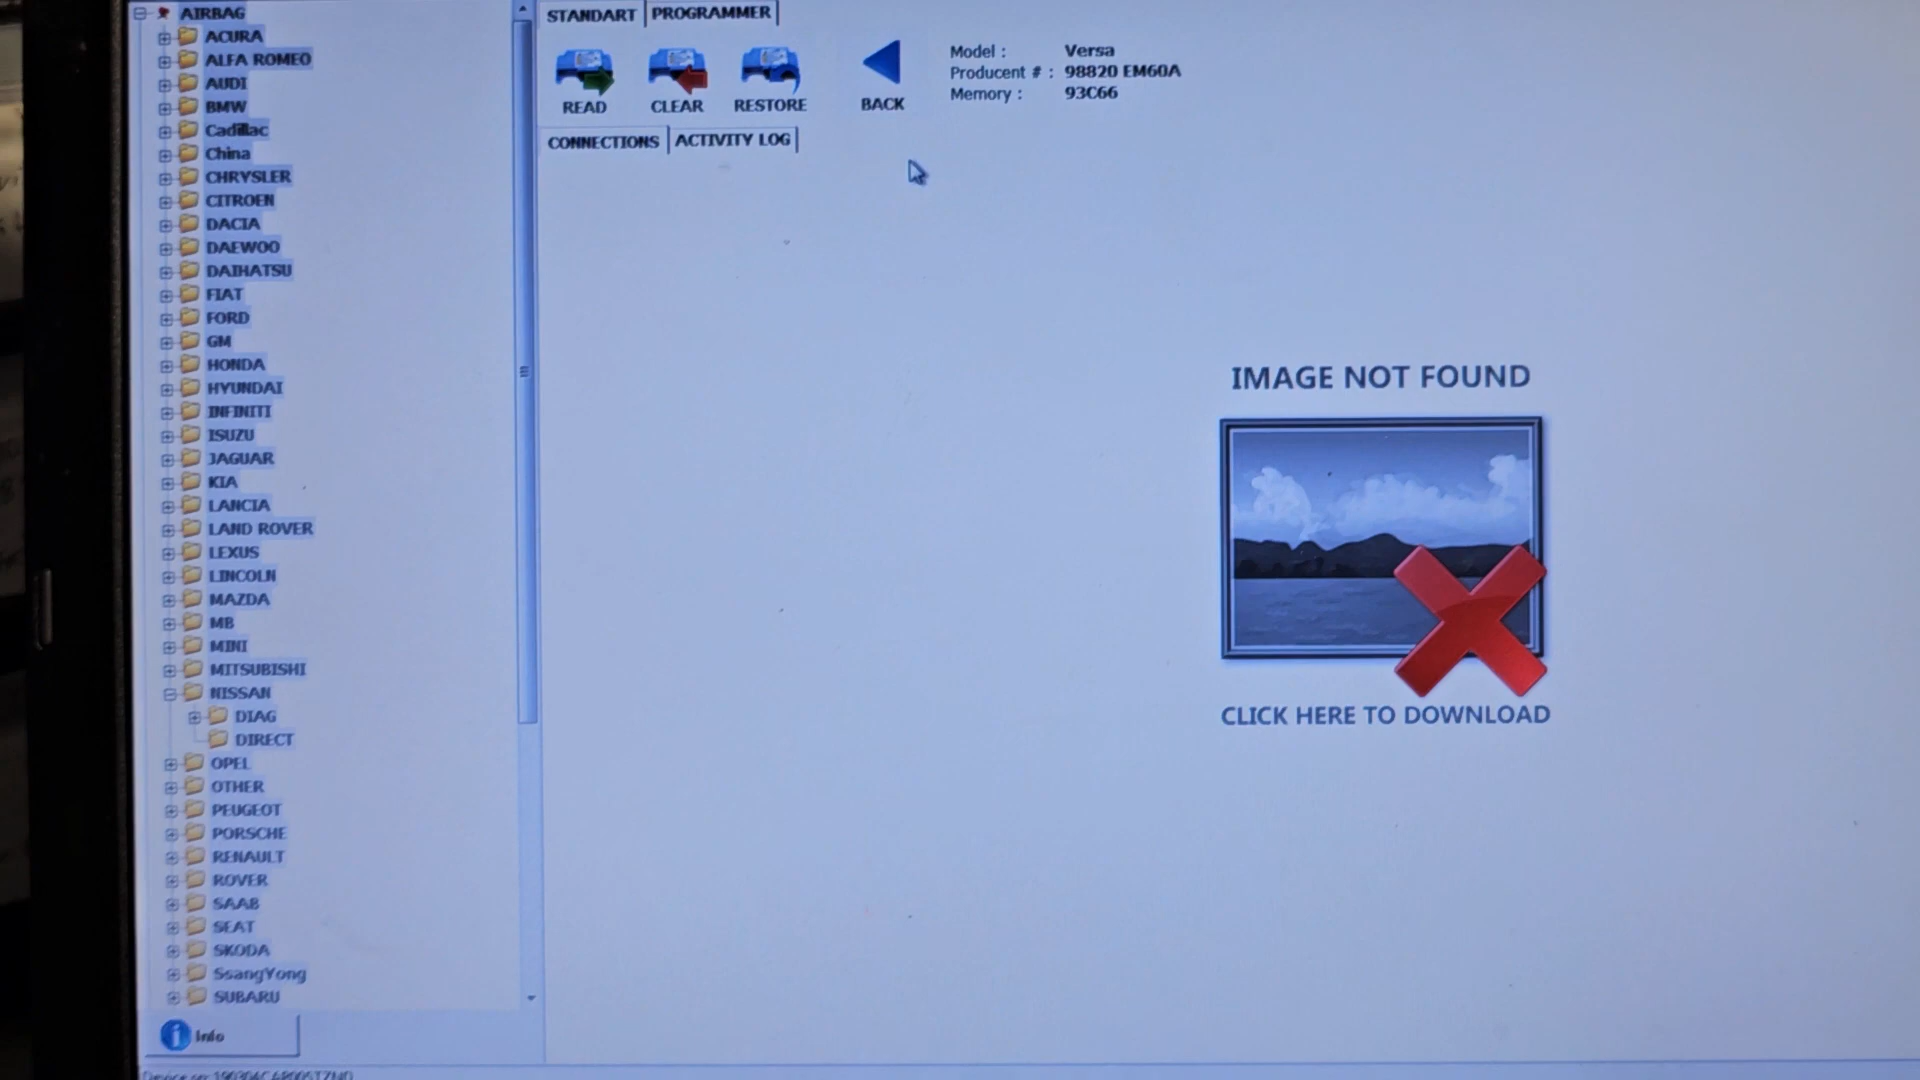 AIRBAG
ACURA
ALFA ROMEO
AUDI
BMW
Cadillac
China
CHRYSLER
CITROEN
DACIA
DAEWOO
DAIHATSU
FIAT
FORD
GM
HONDA
HYUNDAI
INFINITI
ISUZU
JAGUAR
KIA
LANCIA
LAND ROVER
LEXUS
LINCOLN
MAZDA
MB
MINI
MITSUBISHI
NISSAN
DIAG
DIRECT
OPEL
OTHER
PEUGEOT
PORSCHE
RENAULT
ROVER
SAAB
SEAT
SKODA
SsangYong
SUBARU
Info
STANDART PROGRAMMER
READ CLEAR RESTORE BACK
Model : Versa
Producent # : 98820 EM60A
Memory : 93C66
CONNECTIONS ACTIVITY LOG
IMAGE NOT FOUND
CLICK HERE TO DOWNLOAD